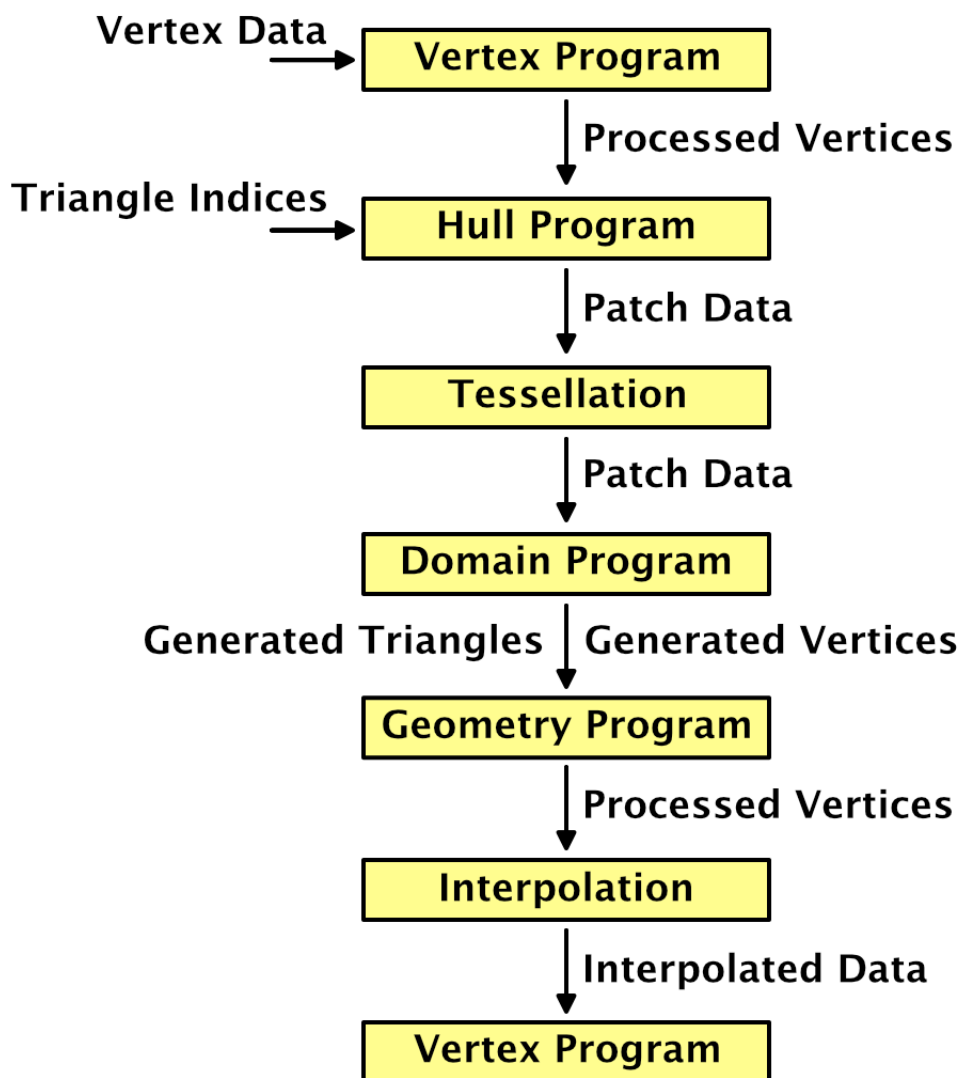 Vertex Data
Vertex Program
Processed Vertices
Triangle Indices
Hull Program
Patch Data
Tessellation
Patch Data
Domain Program
Generated Triangles
Generated Vertices
Geometry Program
Processed Vertices
Interpolation
Interpolated Data
Vertex Program